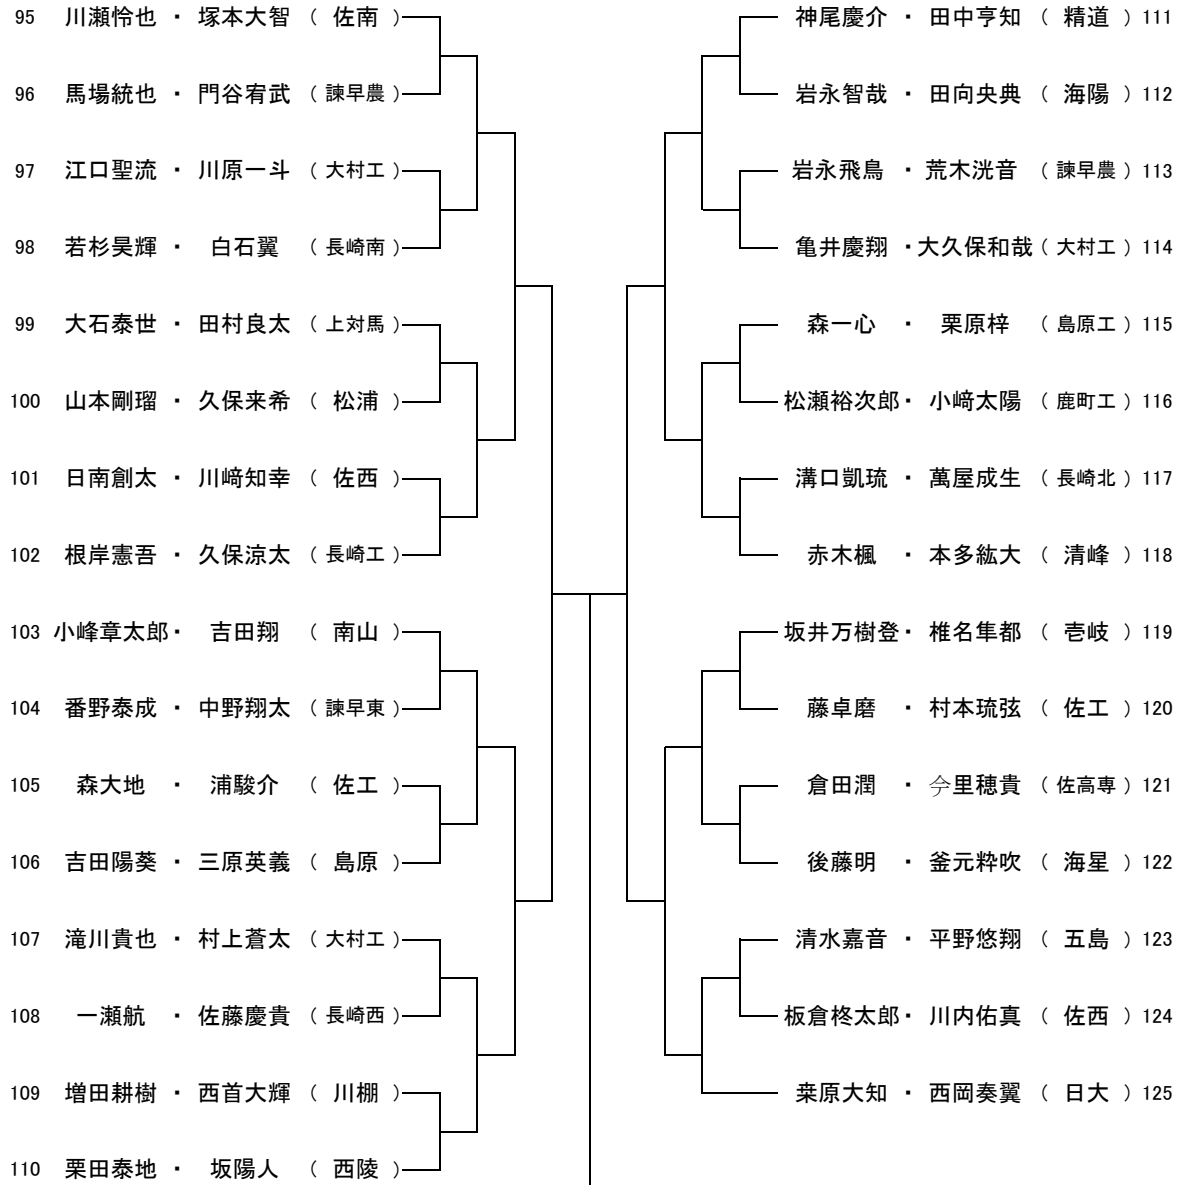 95 川瀬怜也 ・ 塚本大智 ( 佐南 )
96 馬場統也 ・ 門谷宥武 ( 諫早農 )
97 江口聖流 ・ 川原一斗 ( 大村工 )
98 若杉昊輝 ・ 白石翼 ( 長崎南 )
99 大石泰世 ・ 田村良太 ( 上対馬 )
100 山本剛瑠 ・ 久保来希 ( 松浦 )
101 日南創太 ・ 川﨑知幸 ( 佐西 )
102 根岸憲吾 ・ 久保涼太 ( 長崎工 )
103 小峰章太郎 ・ 吉田翔 ( 南山 )
104 番野泰成 ・ 中野翔太 ( 諫早東 )
105 森大地 ・ 浦駿介 ( 佐工 )
106 吉田陽葵 ・ 三原英義 ( 島原 )
107 滝川貴也 ・ 村上蒼太 ( 大村工 )
108 一瀬航 ・ 佐藤慶貴 ( 長崎西 )
109 増田耕樹 ・ 西首大輝 ( 川棚 )
110 栗田泰地 ・ 坂陽人 ( 西陵 )
神尾慶介 ・ 田中亨知 ( 精道 ) 111
岩永智哉 ・ 田向央典 ( 海陽 ) 112
岩永飛鳥 ・ 荒木洸音 ( 諫早農 ) 113
亀井慶翔 ・ 大久保和哉 ( 大村工 ) 114
森一心 ・ 栗原梓 ( 島原工 ) 115
松瀬裕次郎 ・ 小﨑太陽 ( 鹿町工 ) 116
溝口凱琉 ・ 萬屋成生 ( 長崎北 ) 117
赤木楓 ・ 本多紘大 ( 清峰 ) 118
坂井万樹登 ・ 椎名隼都 ( 壱岐 ) 119
藤卓磨 ・ 村本琉弦 ( 佐工 ) 120
倉田潤 ・ 今里穂貴 ( 佐高専 ) 121
後藤明 ・ 釜元粋吹 ( 海星 ) 122
清水嘉音 ・ 平野悠翔 ( 五島 ) 123
板倉柊太郎 ・ 川内佑真 ( 佐西 ) 124
桒原大知 ・ 西岡奏翼 ( 日大 ) 125